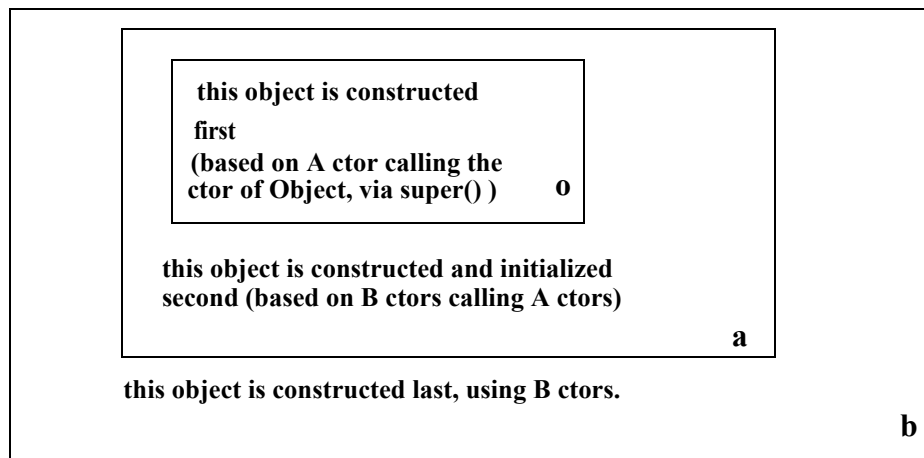 this object is constructed
first
(based on A ctor calling the
ctor of Object, via super() )
o
this object is constructed and initialized
second (based on B ctors calling A ctors)
a
this object is constructed last, using B ctors.
b